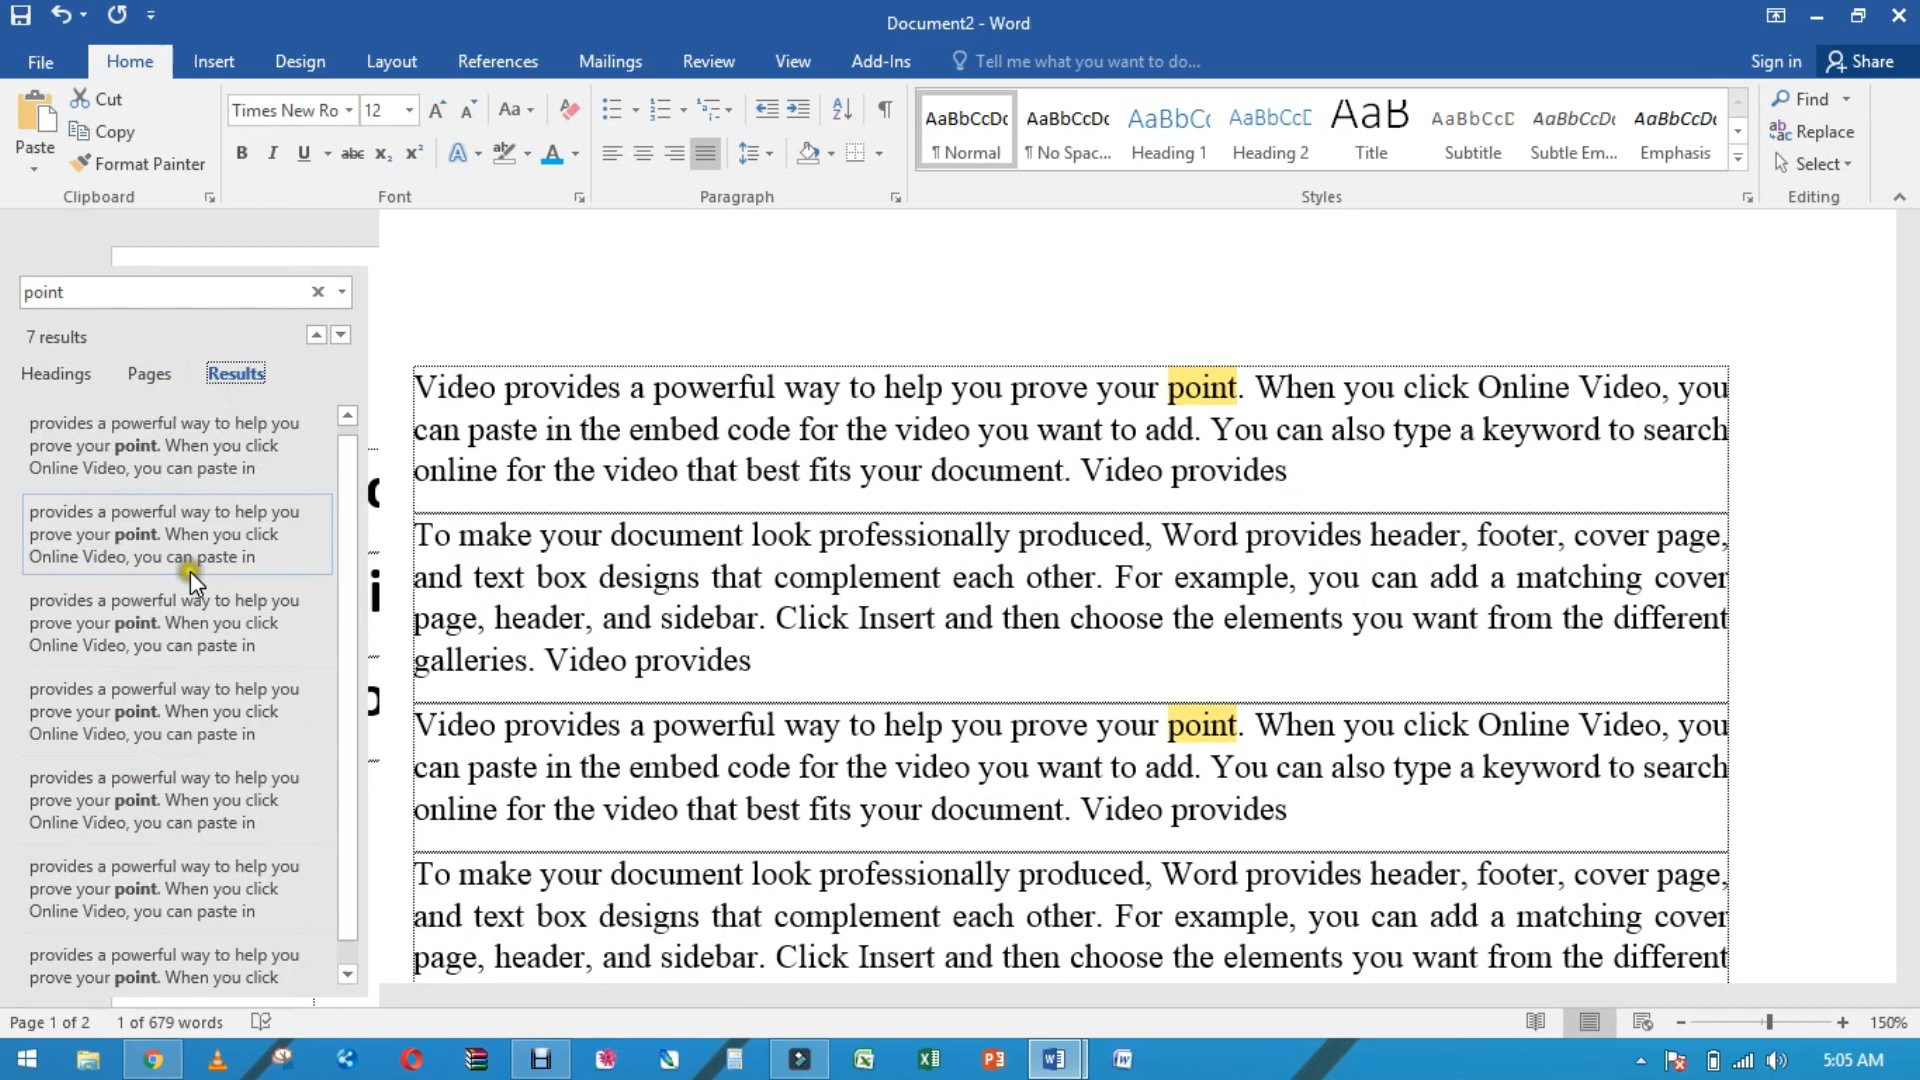 Document2 - Word
File Home Insert Design Layout References Mailings Review View Add-Ins Tell me what you want to do... Sign in Share
Paste
Cut
Copy
Format Painter
Clipboard
Times New Ro 12
Font
Paragraph
AaBbCcDc AaBbCcDc AaBbC AaBbCcD AaB AaBbCcD AaBbCcDc AaBbCcDc
¶ Normal ¶ No Spac... Heading 1 Heading 2 Title Subtitle Subtle Em... Emphasis
Styles
Find
Replace
Select
Editing
point
7 results
Headings Pages Results
provides a powerful way to help you
prove your point. When you click
Online Video, you can paste in
provides a powerful way to help you
prove your point. When you click
Online Video, you can paste in
provides a powerful way to help you
prove your point. When you click
Online Video, you can paste in
provides a powerful way to help you
prove your point. When you click
Online Video, you can paste in
provides a powerful way to help you
prove your point. When you click
Online Video, you can paste in
provides a powerful way to help you
prove your point. When you click
Online Video, you can paste in
provides a powerful way to help you
prove your point. When you click
Video provides a powerful way to help you prove your point. When you click Online Video, you
can paste in the embed code for the video you want to add. You can also type a keyword to search
online for the video that best fits your document. Video provides
To make your document look professionally produced, Word provides header, footer, cover page,
and text box designs that complement each other. For example, you can add a matching cover
page, header, and sidebar. Click Insert and then choose the elements you want from the different
galleries. Video provides
Video provides a powerful way to help you prove your point. When you click Online Video, you
can paste in the embed code for the video you want to add. You can also type a keyword to search
online for the video that best fits your document. Video provides
To make your document look professionally produced, Word provides header, footer, cover page,
and text box designs that complement each other. For example, you can add a matching cover
page, header, and sidebar. Click Insert and then choose the elements you want from the different
Page 1 of 2 1 of 679 words 150%
5:05 AM